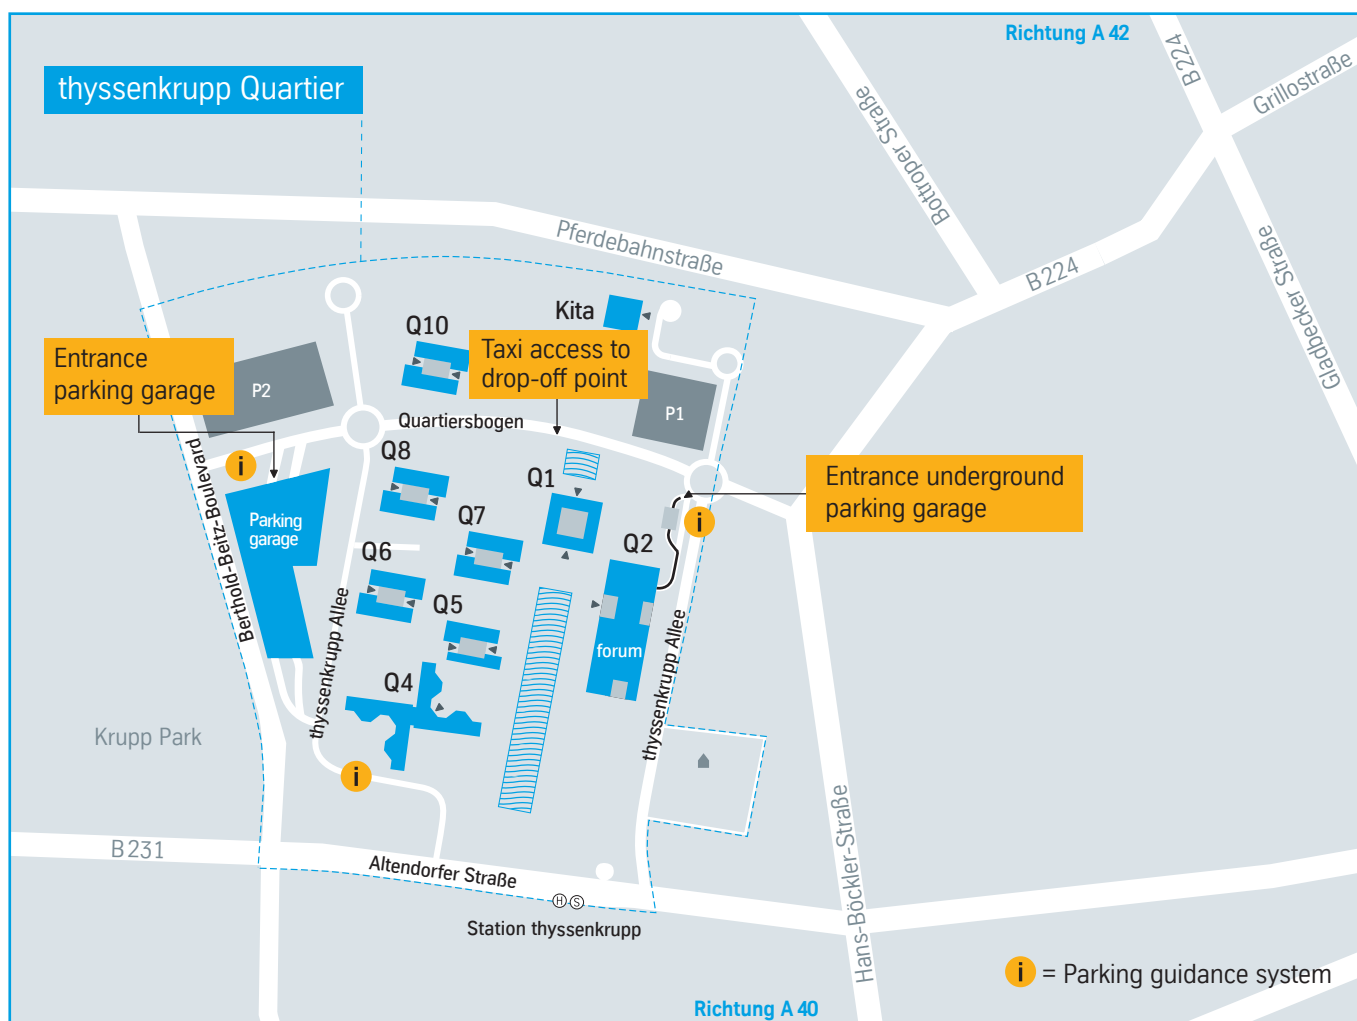 Richtung A 42
B 224
Grillostraße
thyssenkrupp Quartier
Bottroper Straße
Pferdebahnstraße
B 224
Gladbecker Straße
Kita
Q10
Entrance
parking garage
Taxi access to
drop-off point
P2
P1
Quartiersbogen
Berthold-Beitz-Boulevard
i
Q8
Q1
Entrance underground
parking garage
Parking
garage
Q7
i
Q2
Q6
Q5
thyssenkrupp Allee
forum
thyssenkrupp Allee
Q4
Krupp Park
i
B 231
Altendorfer Straße
Hans-Böckler-Straße
H S
Station thyssenkrupp
i = Parking guidance system
Richtung A 40